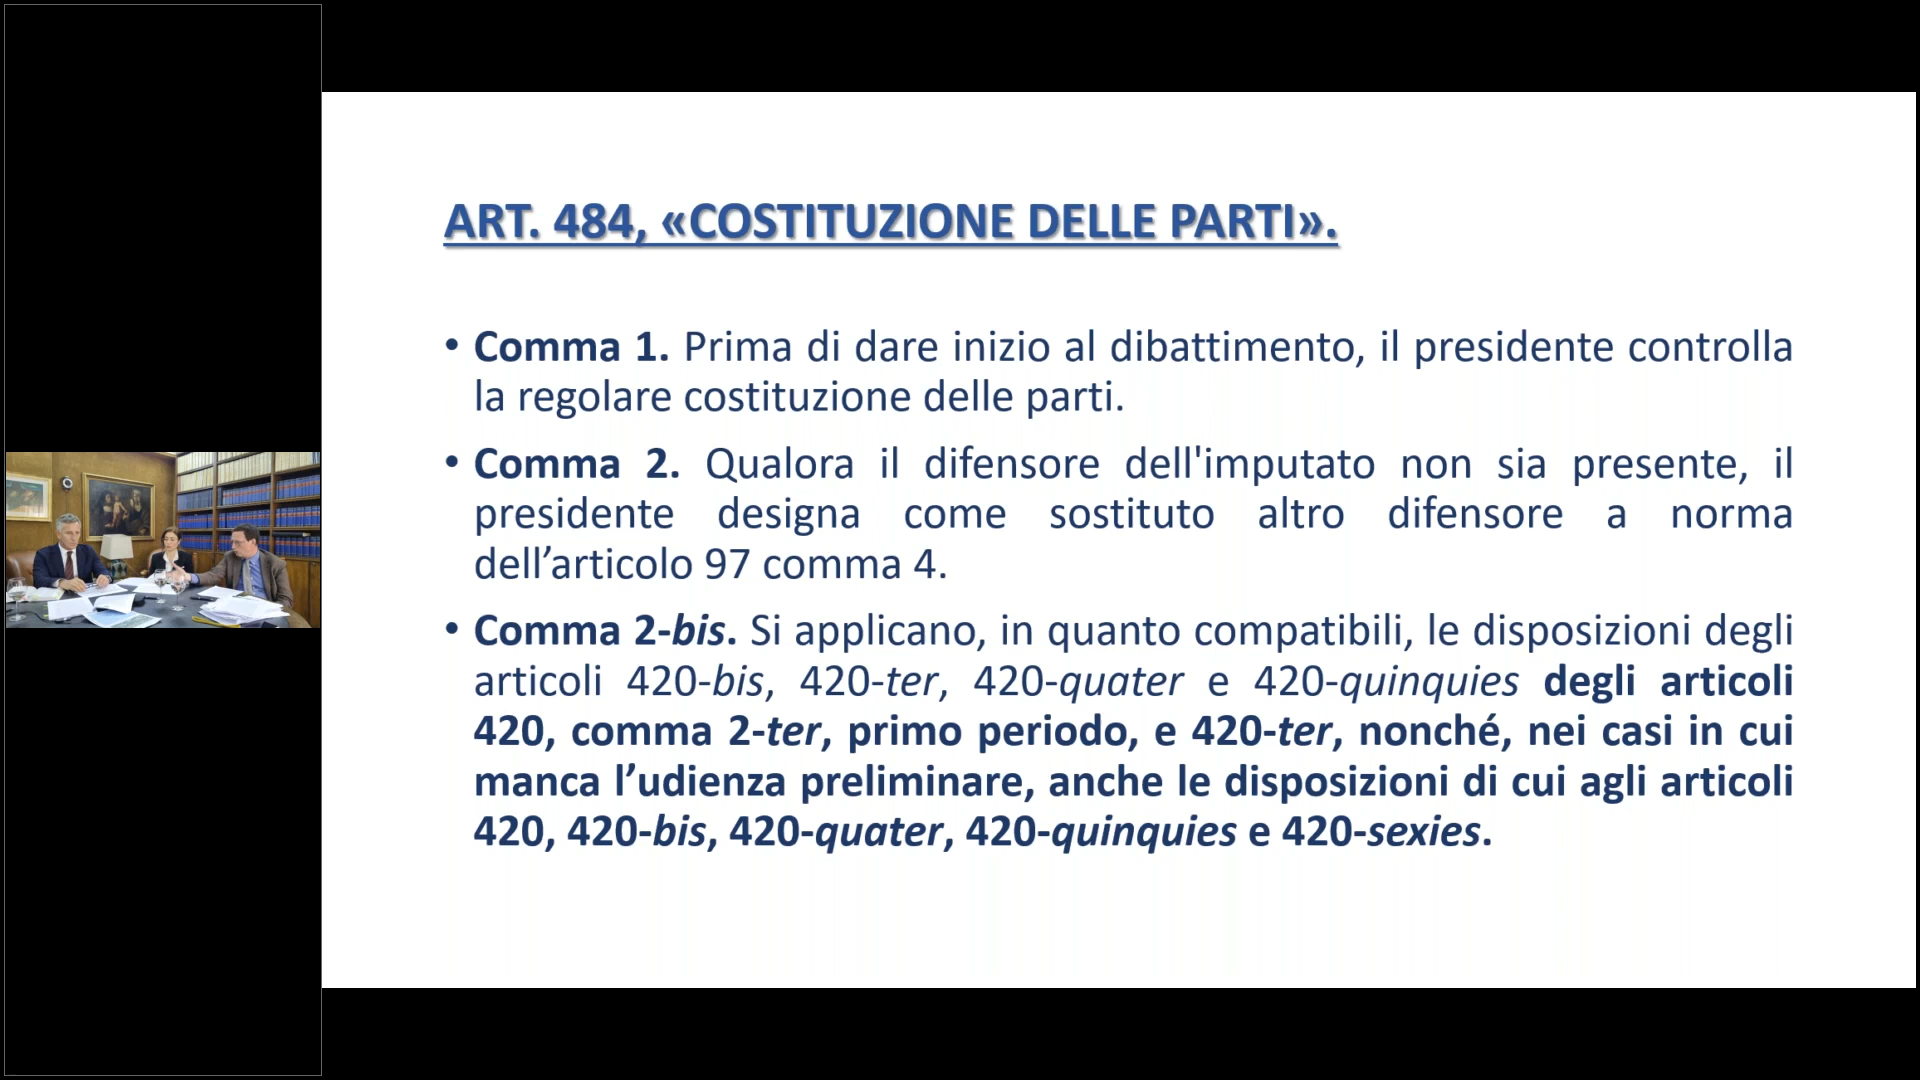 ART. 484, «COSTITUZIONE DELLE PARTI».
• Comma 1. Prima di dare inizio al dibattimento, il presidente controlla
la regolare costituzione delle parti.
• Comma 2. Qualora il difensore dell'imputato non sia presente, il
presidente designa come sostituto altro difensore a norma
dell’articolo 97 comma 4.
• Comma 2-bis. Si applicano, in quanto compatibili, le disposizioni degli
articoli 420-bis, 420-ter, 420-quater e 420-quinquies degli articoli
420, comma 2-ter, primo periodo, e 420-ter, nonché, nei casi in cui
manca l’udienza preliminare, anche le disposizioni di cui agli articoli
420, 420-bis, 420-quater, 420-quinquies e 420-sexies.